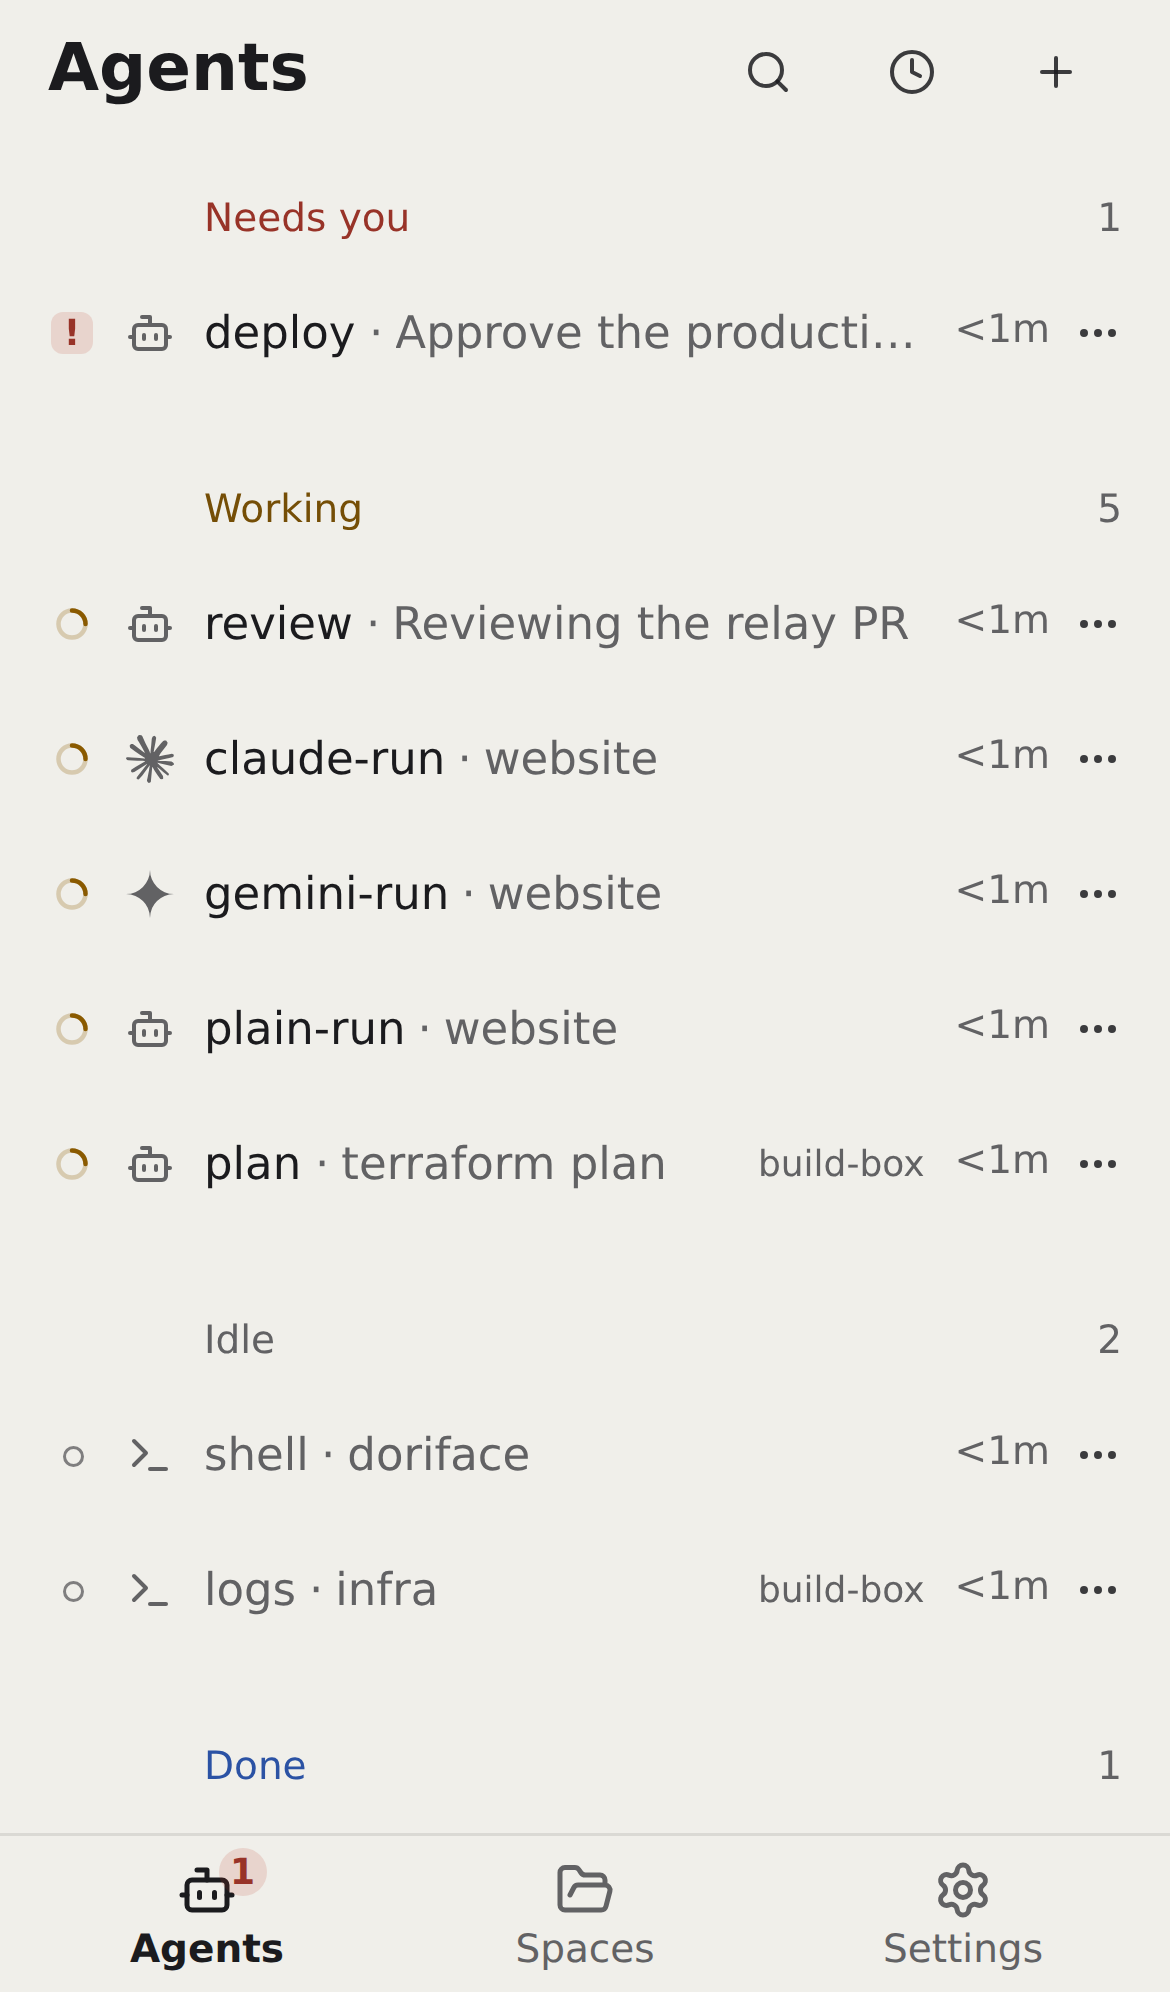 Agents
Needs you 1
! deploy · Approve the producti... <1m
Working 5
review · Reviewing the relay PR <1m
claude-run · website <1m
gemini-run · website <1m
plain-run · website <1m
plan · terraform plan build-box <1m
Idle 2
shell · doriface <1m
logs · infra build-box <1m
Done 1
1
Agents Spaces Settings